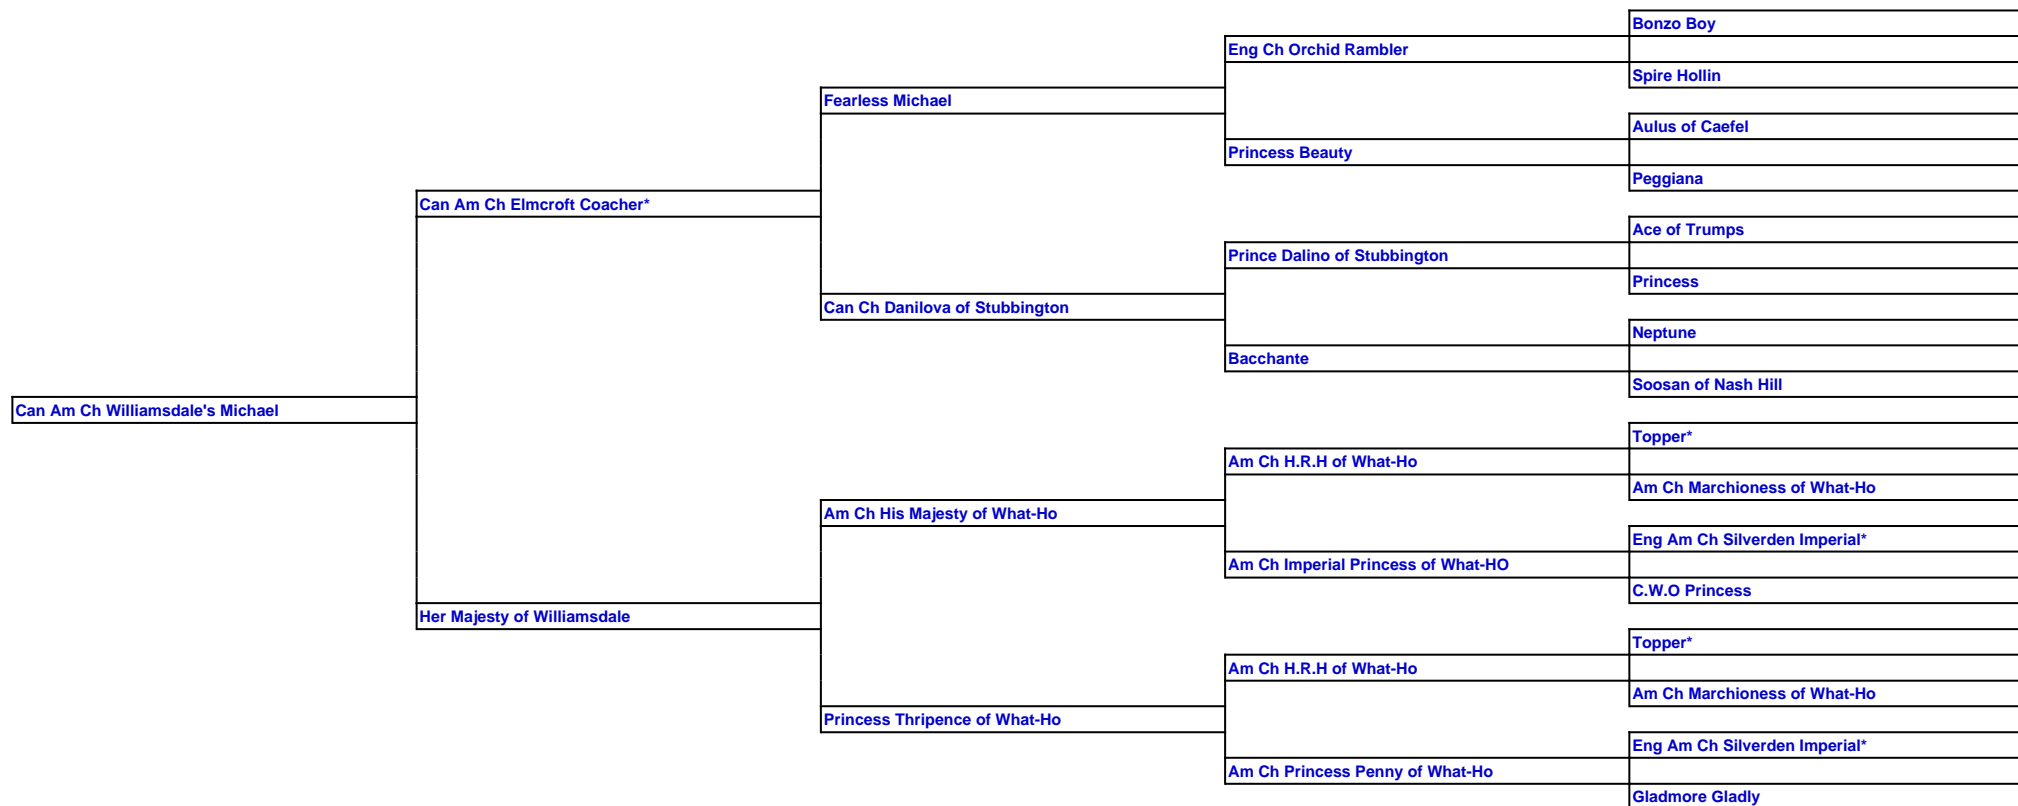 Bonzo Boy
Eng Ch Orchid Rambler
Spire Hollin
Fearless Michael
Aulus of Caefel
Princess Beauty
Peggiana
Can Am Ch Elmcroft Coacher*
Ace of Trumps
Prince Dalino of Stubbington
Princess
Can Ch Danilova of Stubbington
Neptune
Bacchante
Soosan of Nash Hill
Can Am Ch Williamsdale's Michael
Topper*
Am Ch H.R.H of What-Ho
Am Ch Marchioness of What-Ho
Am Ch His Majesty of What-Ho
Eng Am Ch Silverden Imperial*
Am Ch Imperial Princess of What-HO
C.W.O Princess
Her Majesty of Williamsdale
Topper*
Am Ch H.R.H of What-Ho
Am Ch Marchioness of What-Ho
Princess Thripence of What-Ho
Eng Am Ch Silverden Imperial*
Am Ch Princess Penny of What-Ho
Gladmore Gladly